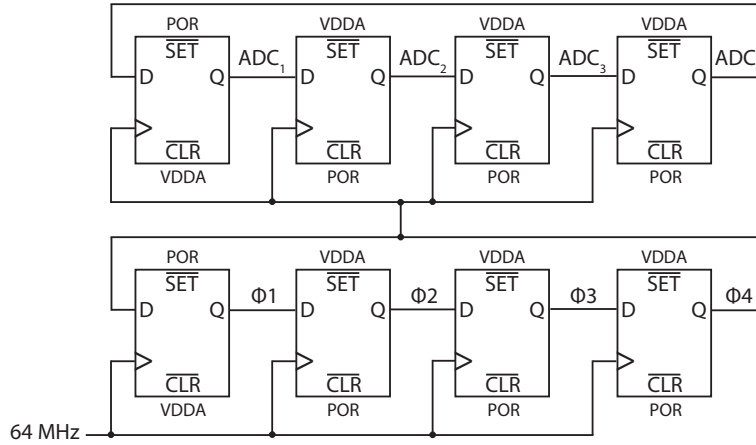 POR VDDA VDDA VDDA
SET SET SET SET
D Q ADC1 D Q ADC2 D Q ADC3 D Q ADC
CLR CLR CLR CLR
VDDA POR POR POR
POR VDDA VDDA VDDA
SET SET SET SET
D Q Φ1 D Q Φ2 D Q Φ3 D Q Φ4
CLR CLR CLR CLR
VDDA POR POR POR
64 MHz